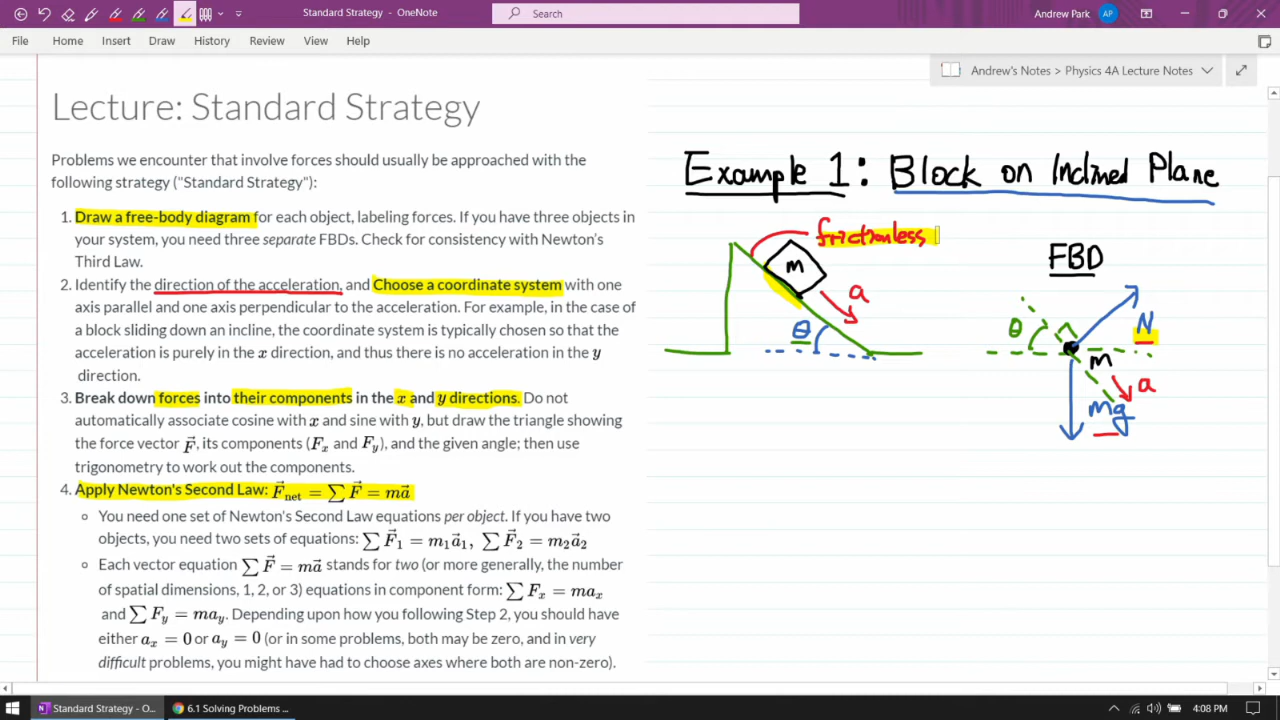 Standard Strategy - OneNote
Search
Andrew Park
AP
File Home Insert Draw History Review View Help
Andrew's Notes > Physics 4A Lecture Notes
Lecture: Standard Strategy
Problems we encounter that involve forces should usually be approached with the
following strategy ("Standard Strategy"):
1. Draw a free-body diagram for each object, labeling forces. If you have three objects in
your system, you need three separate FBDs. Check for consistency with Newton's
Third Law.
2. Identify the direction of the acceleration, and Choose a coordinate system with one
axis parallel and one axis perpendicular to the acceleration. For example, in the case of
a block sliding down an incline, the coordinate system is typically chosen so that the
acceleration is purely in the x direction, and thus there is no acceleration in the y
direction.
3. Break down forces into their components in the x and y directions. Do not
automatically associate cosine with x and sine with y, but draw the triangle showing
the force vector F⃗, its components (Fₓ and Fᵧ), and the given angle; then use
trigonometry to work out the components.
4. Apply Newton's Second Law: F⃗net = ∑ F⃗ = ma⃗
○ You need one set of Newton's Second Law equations per object. If you have two
objects, you need two sets of equations: ∑ F⃗₁ = m₁a⃗₁, ∑ F⃗₂ = m₂a⃗₂
○ Each vector equation ∑ F⃗ = ma⃗ stands for two (or more generally, the number
of spatial dimensions, 1, 2, or 3) equations in component form: ∑ Fₓ = maₓ
and ∑ Fᵧ = maᵧ. Depending upon how you following Step 2, you should have
either aₓ = 0 or aᵧ = 0 (or in some problems, both may be zero, and in very
difficult problems, you might have had to choose axes where both are non-zero).
Example 1: Block on Inclined Plane
frictionless
m
a
θ
FBD
N
θ
m
a
mg
Standard Strategy - O...
6.1 Solving Problems ...
4:08 PM